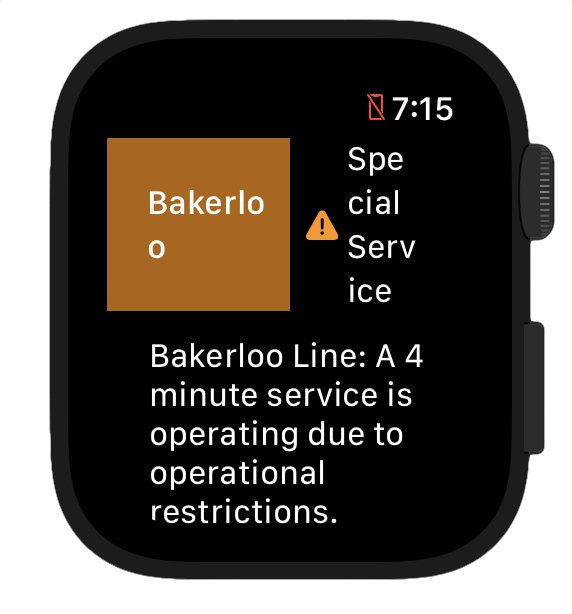 7:15
Bakerlo
o
Spe
cial
Serv
ice
Bakerloo Line: A 4
minute service is
operating due to
operational
restrictions.